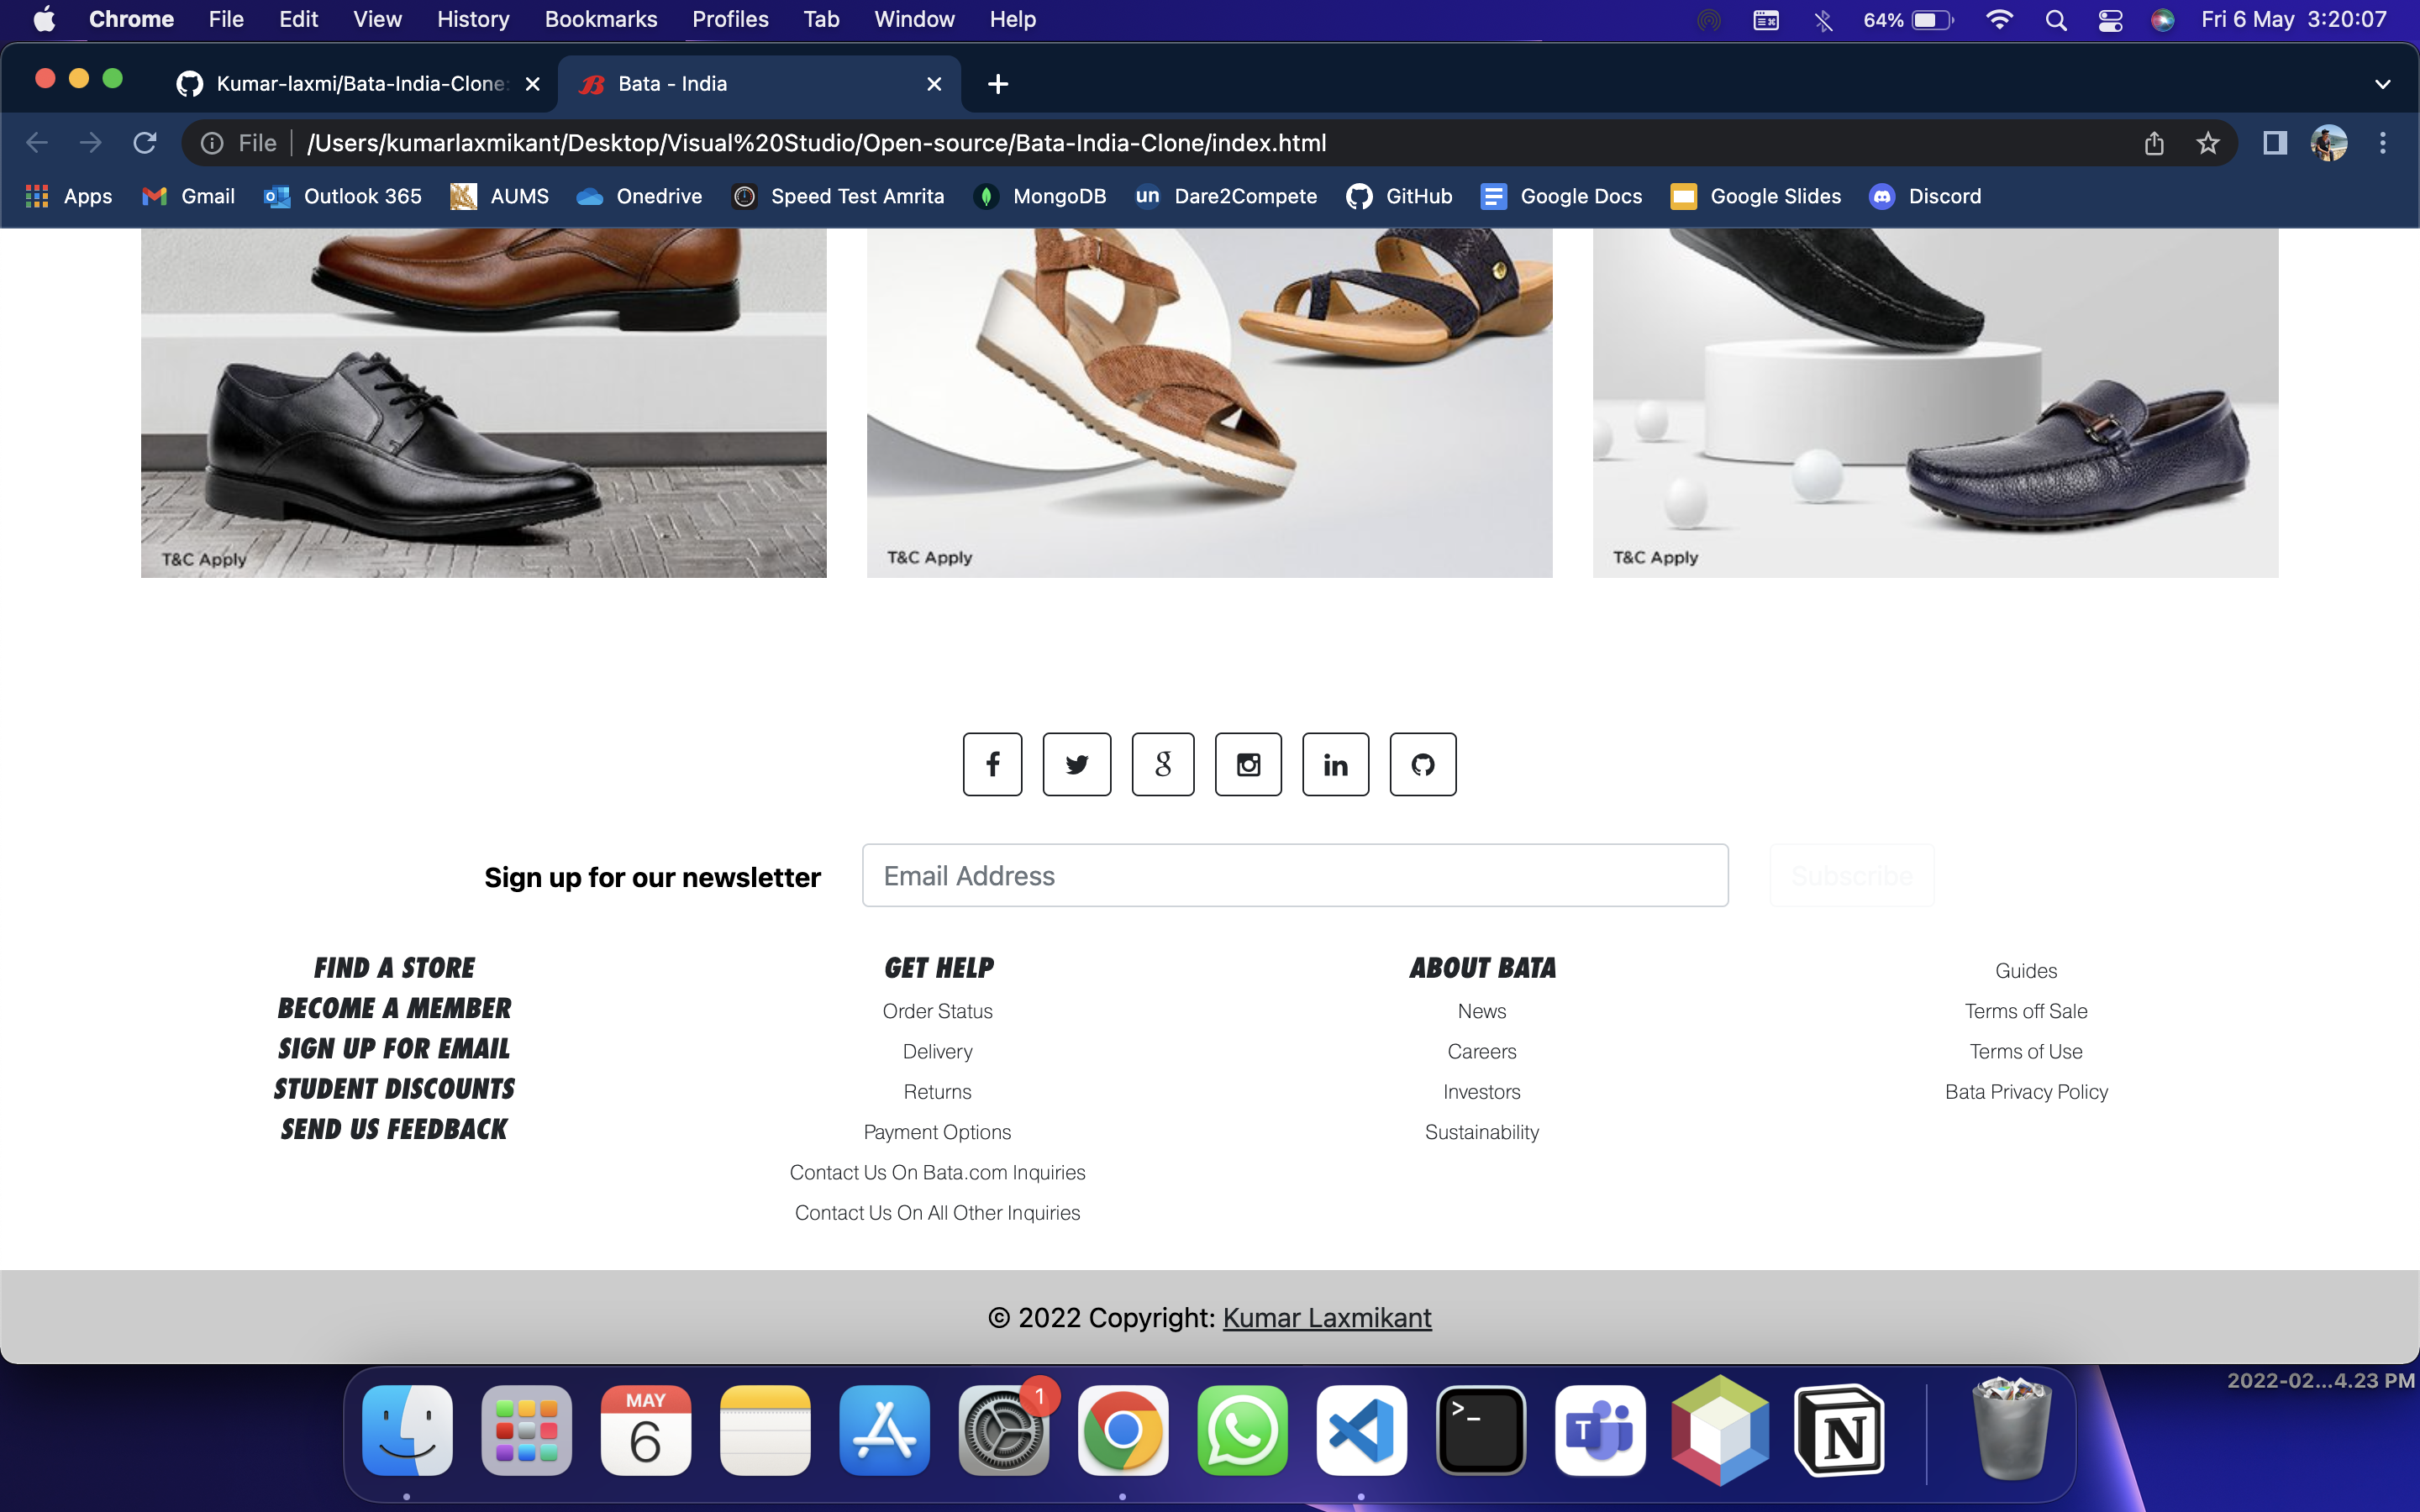 Chrome File Edit View History Bookmarks Profiles Tab Window Help 64% Fri 6 May 3:20:07
Kumar-laxmi/Bata-India-Clone: Bata - India
File /Users/kumarlaxmikant/Desktop/Visual%20Studio/Open-source/Bata-India-Clone/index.html
Apps Gmail Outlook 365 AUMS Onedrive Speed Test Amrita MongoDB un Dare2Compete GitHub Google Docs Google Slides Discord
T&C Apply T&C Apply T&C Apply
Sign up for our newsletter Email Address Subscribe
FIND A STORE
BECOME A MEMBER
SIGN UP FOR EMAIL
STUDENT DISCOUNTS
SEND US FEEDBACK
GET HELP
Order Status
Delivery
Returns
Payment Options
Contact Us On Bata.com Inquiries
Contact Us On All Other Inquiries
ABOUT BATA
News
Careers
Investors
Sustainability
Guides
Terms off Sale
Terms of Use
Bata Privacy Policy
© 2022 Copyright: Kumar Laxmikant
2022-02...4.23 PM
MAY
6
1